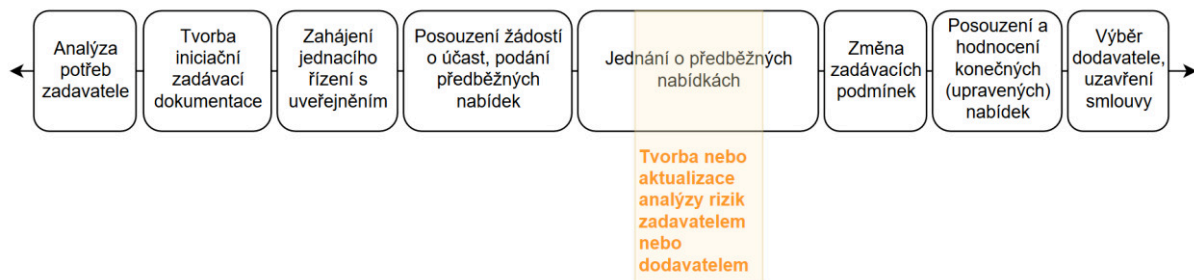 Analýza
potřeb
zadavatele
Tvorba
iniciační
zadávací
dokumentace
Zahájení
jednacího
řízení s
uveřejněním
Posouzení žádostí
o účast, podání
předběžných
nabídek
Jednání o předběžných
nabídkách
Změna
zadávacích
podmínek
Posouzení a
hodnocení
konečných
(upravených)
nabídek
Výběr
dodavatele,
uzavření
smlouvy
Tvorba nebo
aktualizace
analýzy rizik
zadavatelem
nebo
dodavatelem